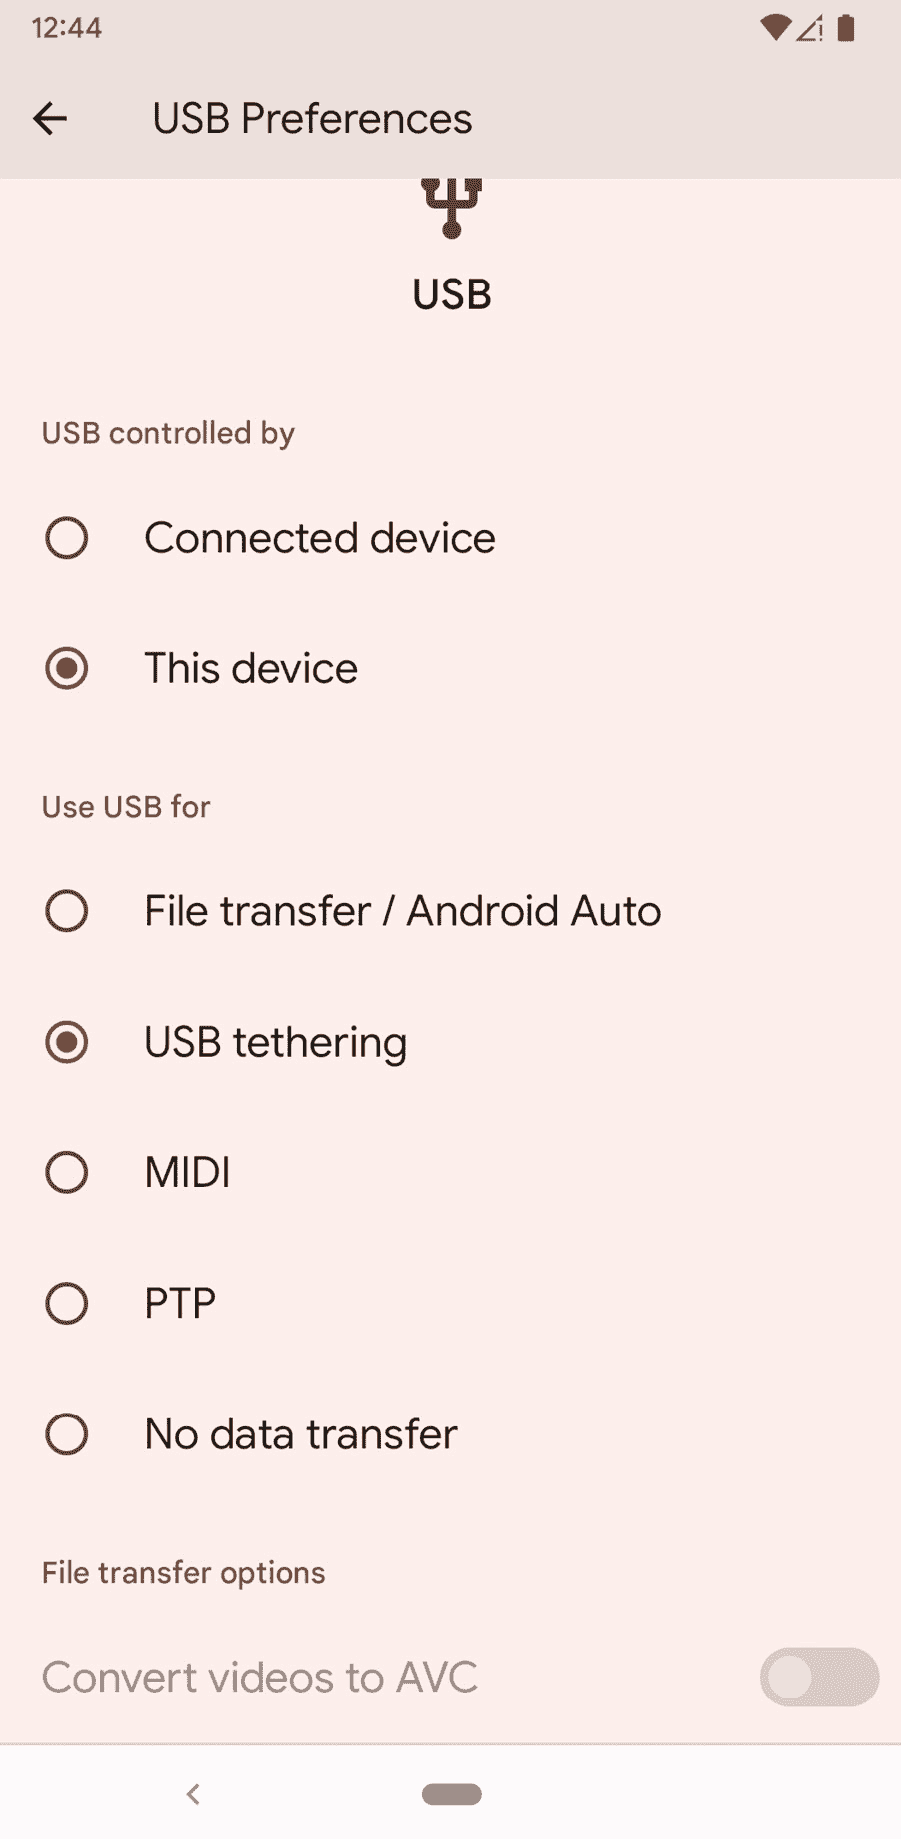 12:44
USB Preferences
USB
USB controlled by
Connected device
This device
Use USB for
File transfer / Android Auto
USB tethering
MIDI
PTP
No data transfer
File transfer options
Convert videos to AVC